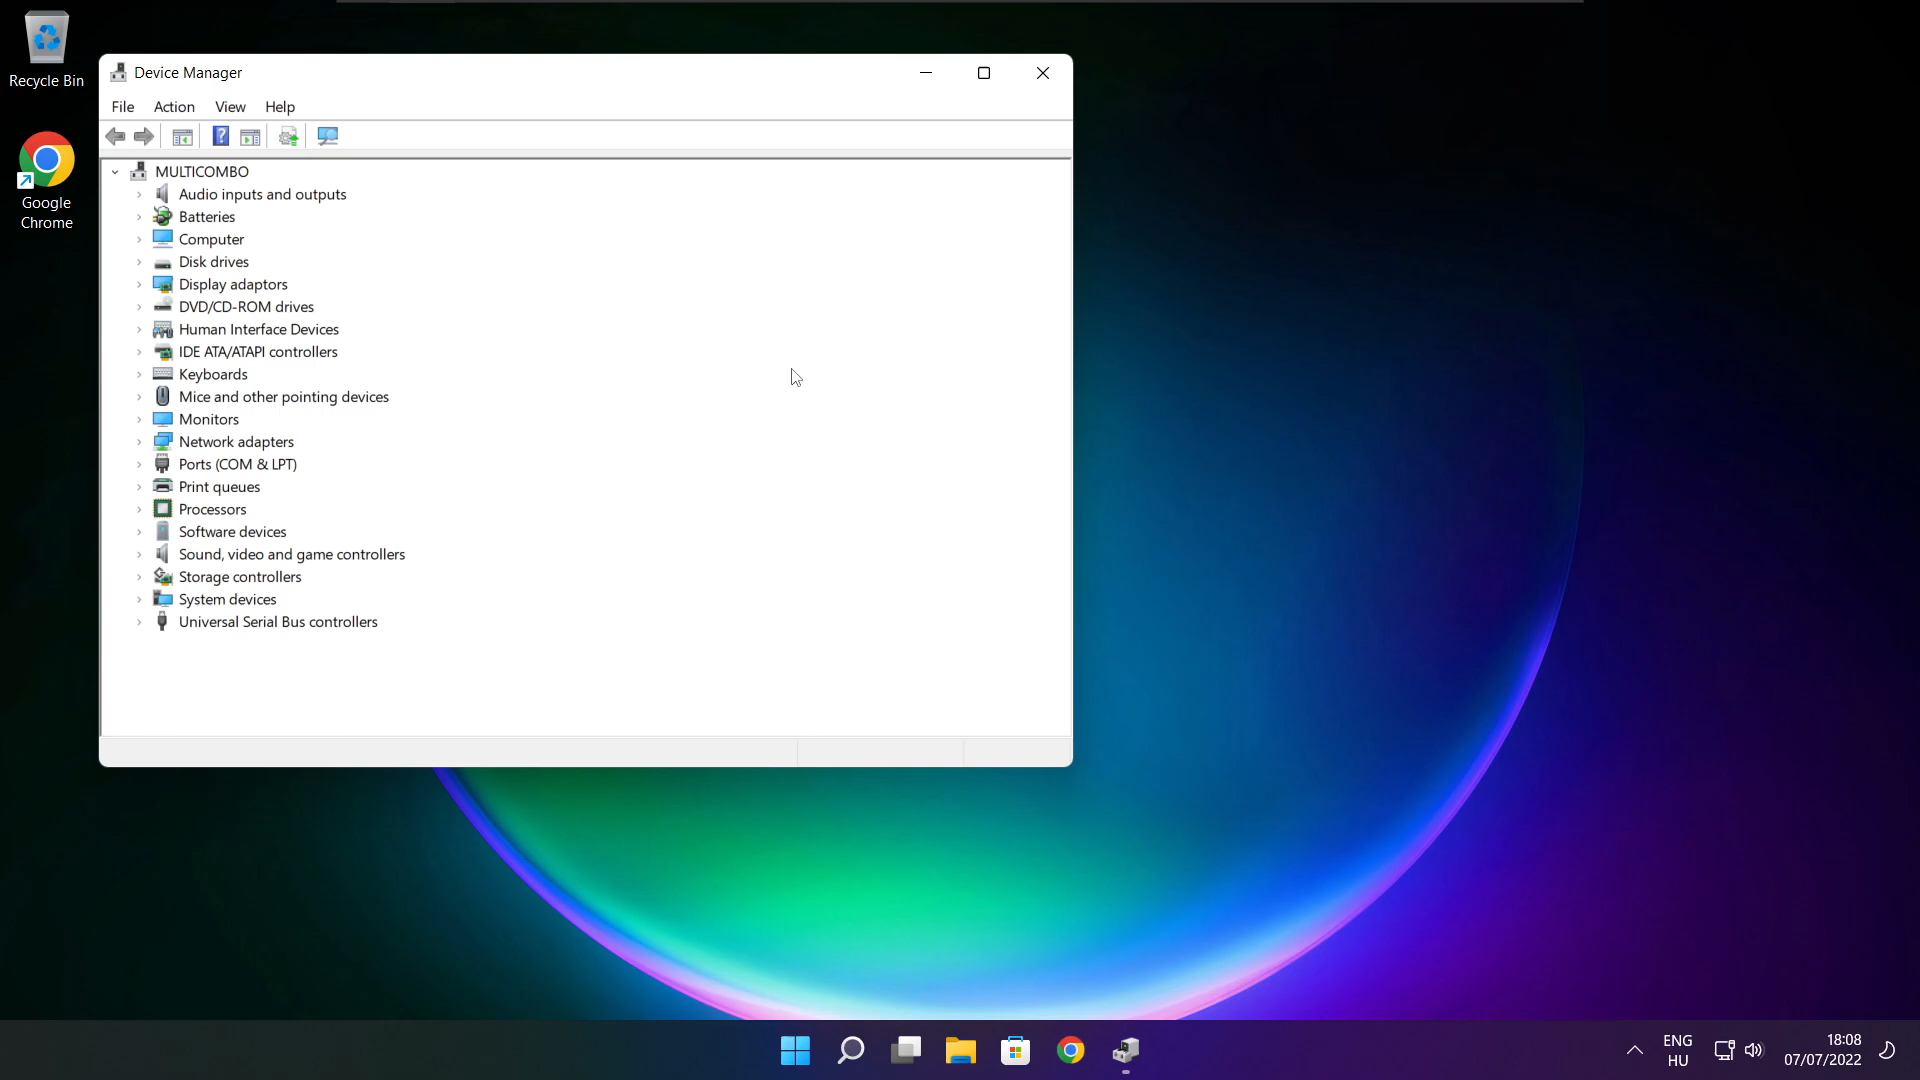 Recycle Bin
Google
Chrome
Device Manager
File Action View Help
MULTICOMBO
Audio inputs and outputs
Batteries
Computer
Disk drives
Display adaptors
DVD/CD-ROM drives
Human Interface Devices
IDE ATA/ATAPI controllers
Keyboards
Mice and other pointing devices
Monitors
Network adapters
Ports (COM & LPT)
Print queues
Processors
Software devices
Sound, video and game controllers
Storage controllers
System devices
Universal Serial Bus controllers
ENG
HU
18:08
07/07/2022